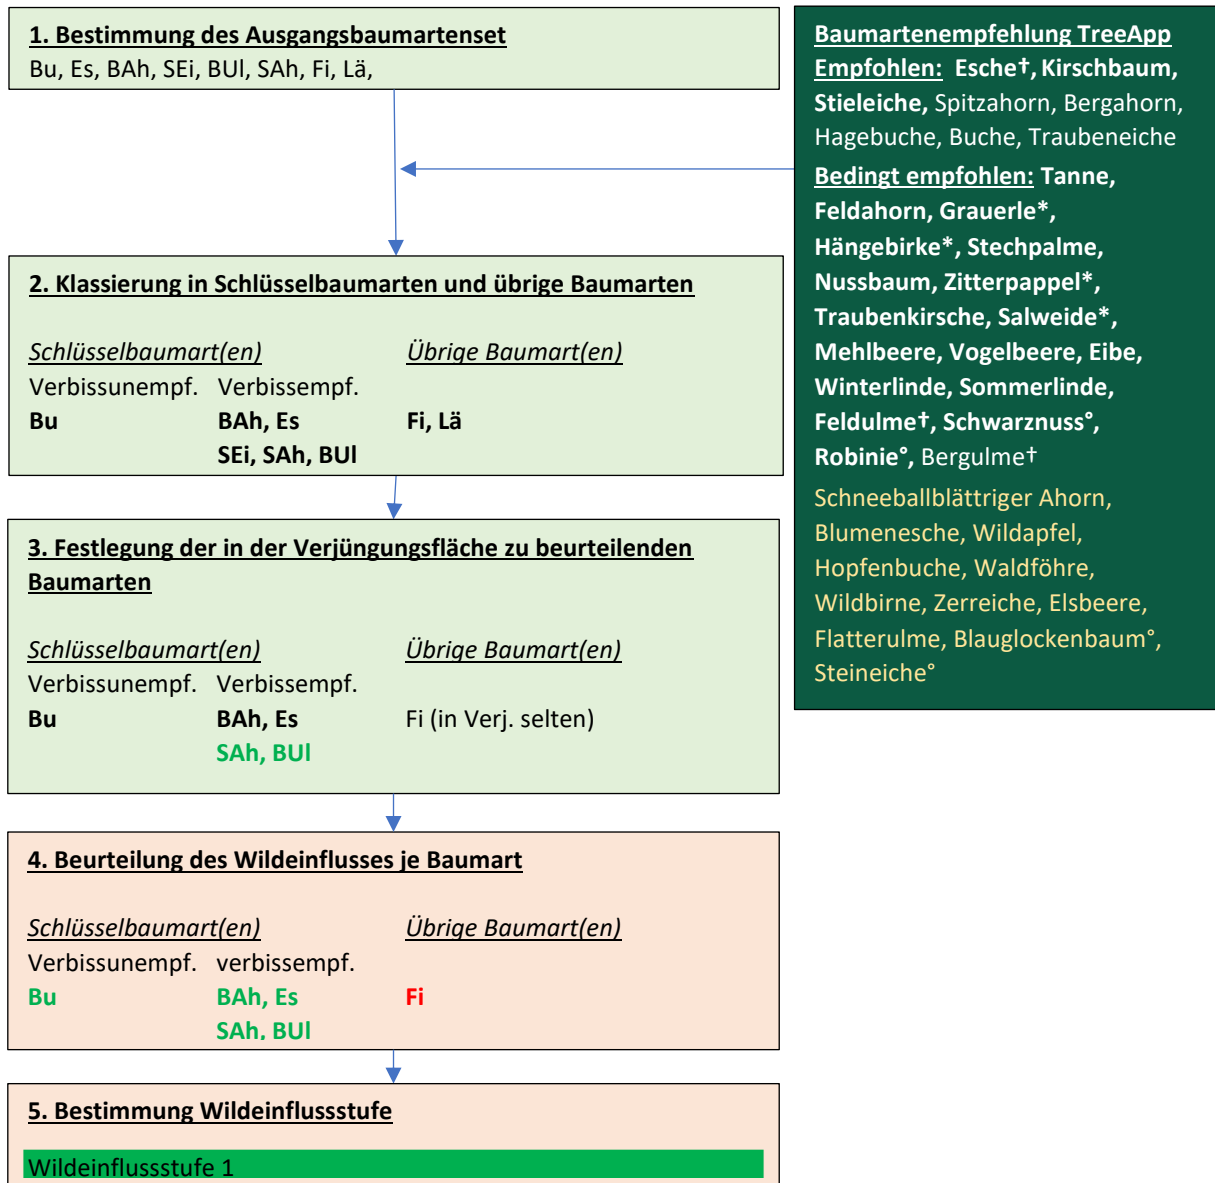 1. Bestimmung des Ausgangsbaumartenset
Bu, Es, BAh, SEi, BUl, SAh, Fi, Lä,
Baumartenempfehlung TreeApp
Empfohlen: Esche†, Kirschbaum,
Stieleiche, Spitzahorn, Bergahorn,
Hagebuche, Buche, Traubeneiche
Bedingt empfohlen: Tanne,
Feldahorn, Grauerle*,
Hängebirke*, Stechpalme,
Nussbaum, Zitterpappel*,
Traubenkirsche, Salweide*,
Mehlbeere, Vogelbeere, Eibe,
Winterlinde, Sommerlinde,
Feldulme†, Schwarznuss°,
Robinie°, Bergulme†
Schneeballblättriger Ahorn,
Blumenesche, Wildapfel,
Hopfenbuche, Waldföhre,
Wildbirne, Zerreiche, Elsbeere,
Flatterulme, Blauglockenbaum°,
Steineiche°
2. Klassierung in Schlüsselbaumarten und übrige Baumarten
Schlüsselbaumart(en) Übrige Baumart(en)
Verbissunempf. Verbissempf.
Bu BAh, Es Fi, Lä
SEi, SAh, BUl
3. Festlegung der in der Verjüngungsfläche zu beurteilenden
Baumarten
Schlüsselbaumart(en) Übrige Baumart(en)
Verbissunempf. Verbissempf.
Bu BAh, Es Fi (in Verj. selten)
SAh, BUl
4. Beurteilung des Wildeinflusses je Baumart
Schlüsselbaumart(en) Übrige Baumart(en)
Verbissunempf. verbissempf.
Bu BAh, Es Fi
SAh, BUl
5. Bestimmung Wildeinflussstufe
Wildeinflussstufe 1